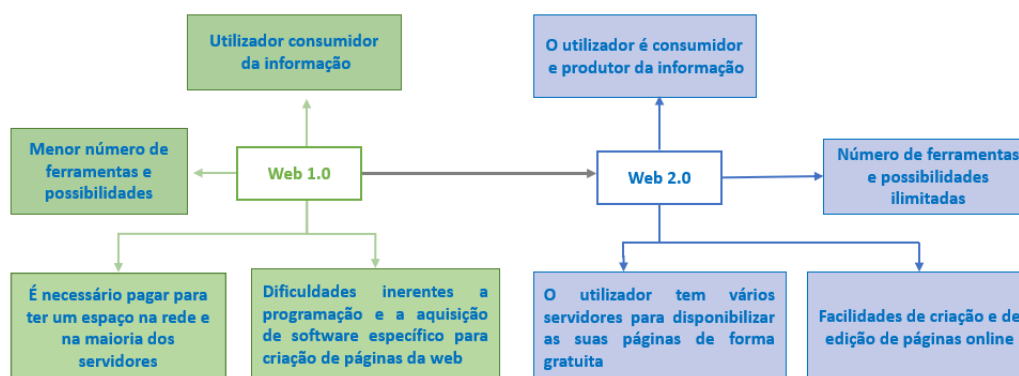 Utilizador consumidor
da informação
O utilizador é consumidor
e produtor da informação
Menor número de
ferramentas e
possibilidades
Web 1.0
Web 2.0
Número de ferramentas
e possibilidades
ilimitadas
É necessário pagar para
ter um espaço na rede e
na maioria dos
servidores
Dificuldades inerentes a
programação e a aquisição
de software específico para
criação de páginas da web
O utilizador tem vários
servidores para disponibilizar
as suas páginas de forma
gratuita
Facilidades de criação e de
edição de páginas online